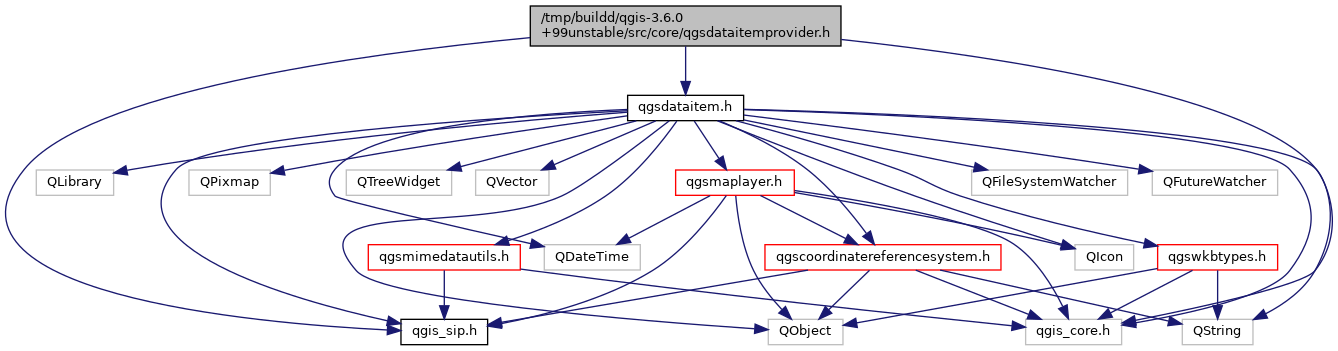 /tmp/buildd/qgis-3.6.0
+99unstable/src/core/qgsdataitemprovider.h
qgsdataitem.h
QLibrary
QPixmap
QTreeWidget
QVector
qgsmaplayer.h
QFileSystemWatcher
QFutureWatcher
qgsmimedatautils.h
QDateTime
qgscoordinatereferencesystem.h
QIcon
qgswkbtypes.h
qgis_sip.h
QObject
qgis_core.h
QString